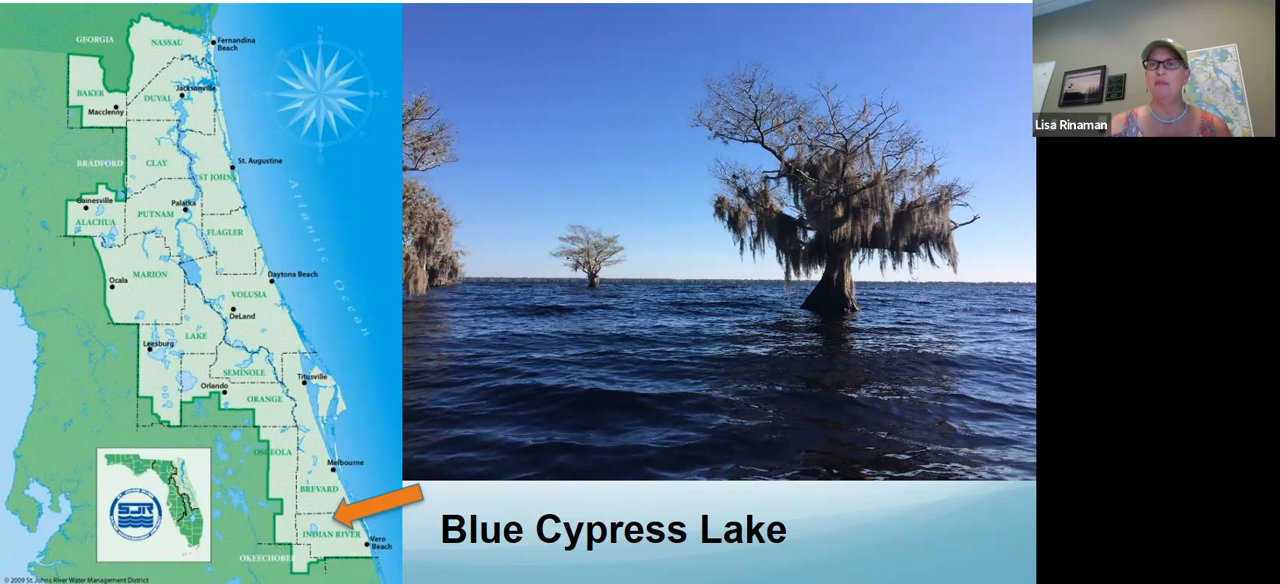 GEORGIA
NASSAU
Fernandina
Beach
BAKER
Macclenny
DUVAL
Jacksonville
BRADFORD
CLAY
ST JOHNS
St. Augustine
Gainesville
ALACHUA
PUTNAM
Palatka
FLAGLER
Atlantic Ocean
MARION
Ocala
Daytona Beach
VOLUSIA
DeLand
LAKE
Leesburg
SEMINOLE
Titusville
Orlando
ORANGE
OSCEOLA
Melbourne
BREVARD
INDIAN RIVER
Vero
Beach
OKEECHOBEE
SJR
© 2009 St. Johns River Water Management District
Blue Cypress Lake
Lisa Rinaman